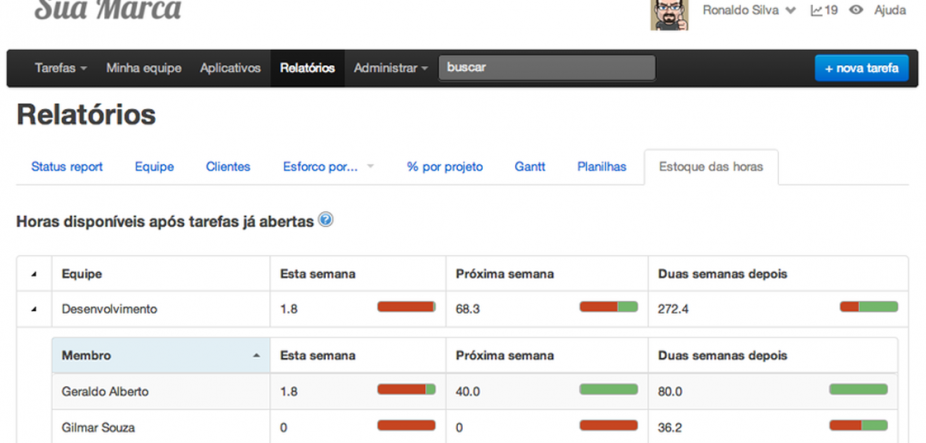 Sua Marca
Ronaldo Silva 19 Ajuda
Tarefas Minha equipe Aplicativos Relatórios Administrar buscar + nova tarefa
Relatórios
Status report Equipe Clientes Esforco por... % por projeto Gantt Planilhas Estoque das horas
Horas disponíveis após tarefas já abertas ?
Equipe Esta semana Próxima semana Duas semanas depois
Desenvolvimento 1.8 68.3 272.4
Membro Esta semana Próxima semana Duas semanas depois
Geraldo Alberto 1.8 40.0 80.0
Gilmar Souza 0 0 36.2